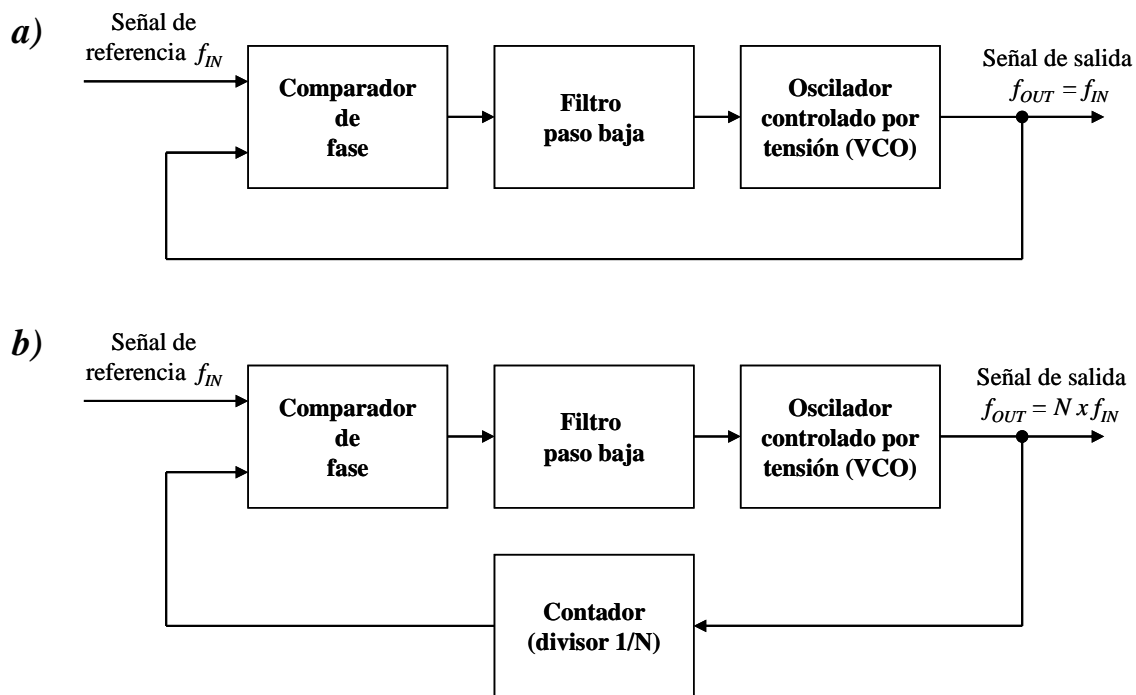 a)
Señal de
referencia f_IN
Comparador
de
fase
Filtro
paso baja
Oscilador
controlado por
tensión (VCO)
Señal de salida
f_OUT = f_IN
b)
Señal de
referencia f_IN
Comparador
de
fase
Filtro
paso baja
Oscilador
controlado por
tensión (VCO)
Señal de salida
f_OUT = N x f_IN
Contador
(divisor 1/N)